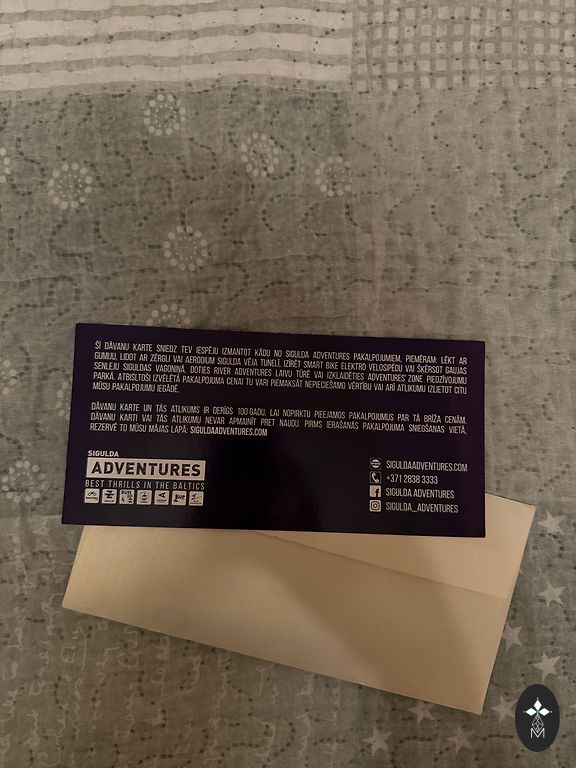 ŠĪ DĀVANU KARTE SNIEDZ TEV IESPĒJU IZMANTOT KĀDU NO SIGULDA ADVENTURES PAKALPOJUMIEM, PIEMĒRAM: LĒKT AR
GUMIJU, LIDOT AR ZĒRGLI VAI AERODIUM SIGULDA VĒJA TUNELĪ, IZĪRĒT SMART BIKE ELEKTRO VELOSIPĒDU VAI ŠĶĒRSOT GAUJAS
SENLEJU SIGULDAS VAGONIŅĀ, DOTIES RIVER ADVENTURES LAIVU TŪRĒ VAI IZKLAIDĒTIES ADVENTURES ZONE PIEDZĪVOJUMU
PARKĀ. ATBILSTOŠI IZVĒLĒTĀ PAKALPOJUMA CENAI TU VARI PIEMAKSĀT NEPIECIEŠAMO VĒRTĪBU VAI ARĪ ATLIKUMU IZLIETOT CITU
MŪSU PAKALPOJUMU IEGĀDĒ.
DĀVANU KARTE UN TĀS ATLIKUMS IR DERĪGS 100 GADU, LAI NOPIRKTU PIEEJAMOS PAKALPOJUMUS PAR TĀ BRĪŽA CENĀM.
DĀVANU KARTI VAI TĀS ATLIKUMU NEVAR APMAINĪT PRET NAUDU. PIRMS IERAŠANĀS PAKALPOJUMA SNIEGŠANAS VIETĀ,
REZERVĒ TO MŪSU MĀJAS LAPĀ: SIGULDAADVENTURES.COM
SIGULDA
ADVENTURES
BEST THRILLS IN THE BALTICS
SIGULDAADVENTURES.COM
+371 2838 3333
SIGULDA ADVENTURES
SIGULDA_ADVENTURES